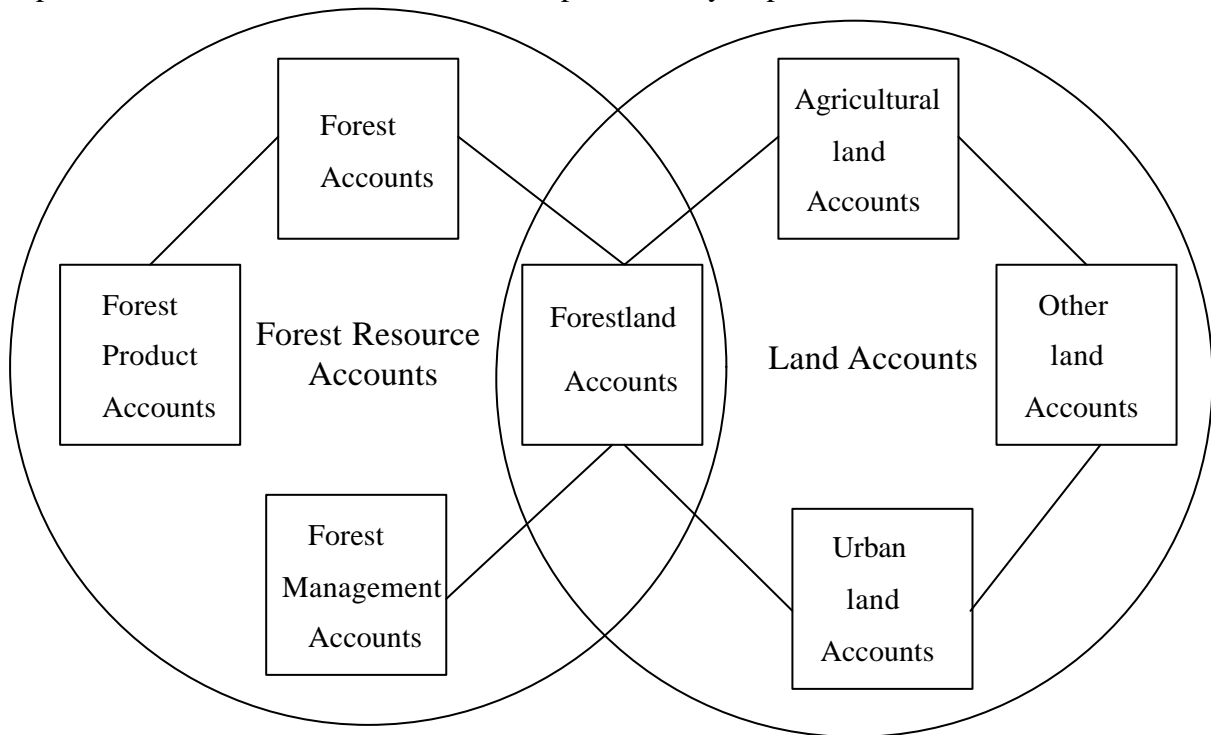 Forest
Accounts
Agricultural
land
Accounts
Forest
Product
Accounts
Forest Resource
Accounts
Forestland
Accounts
Land Accounts
Other
land
Accounts
Forest
Management
Accounts
Urban
land
Accounts